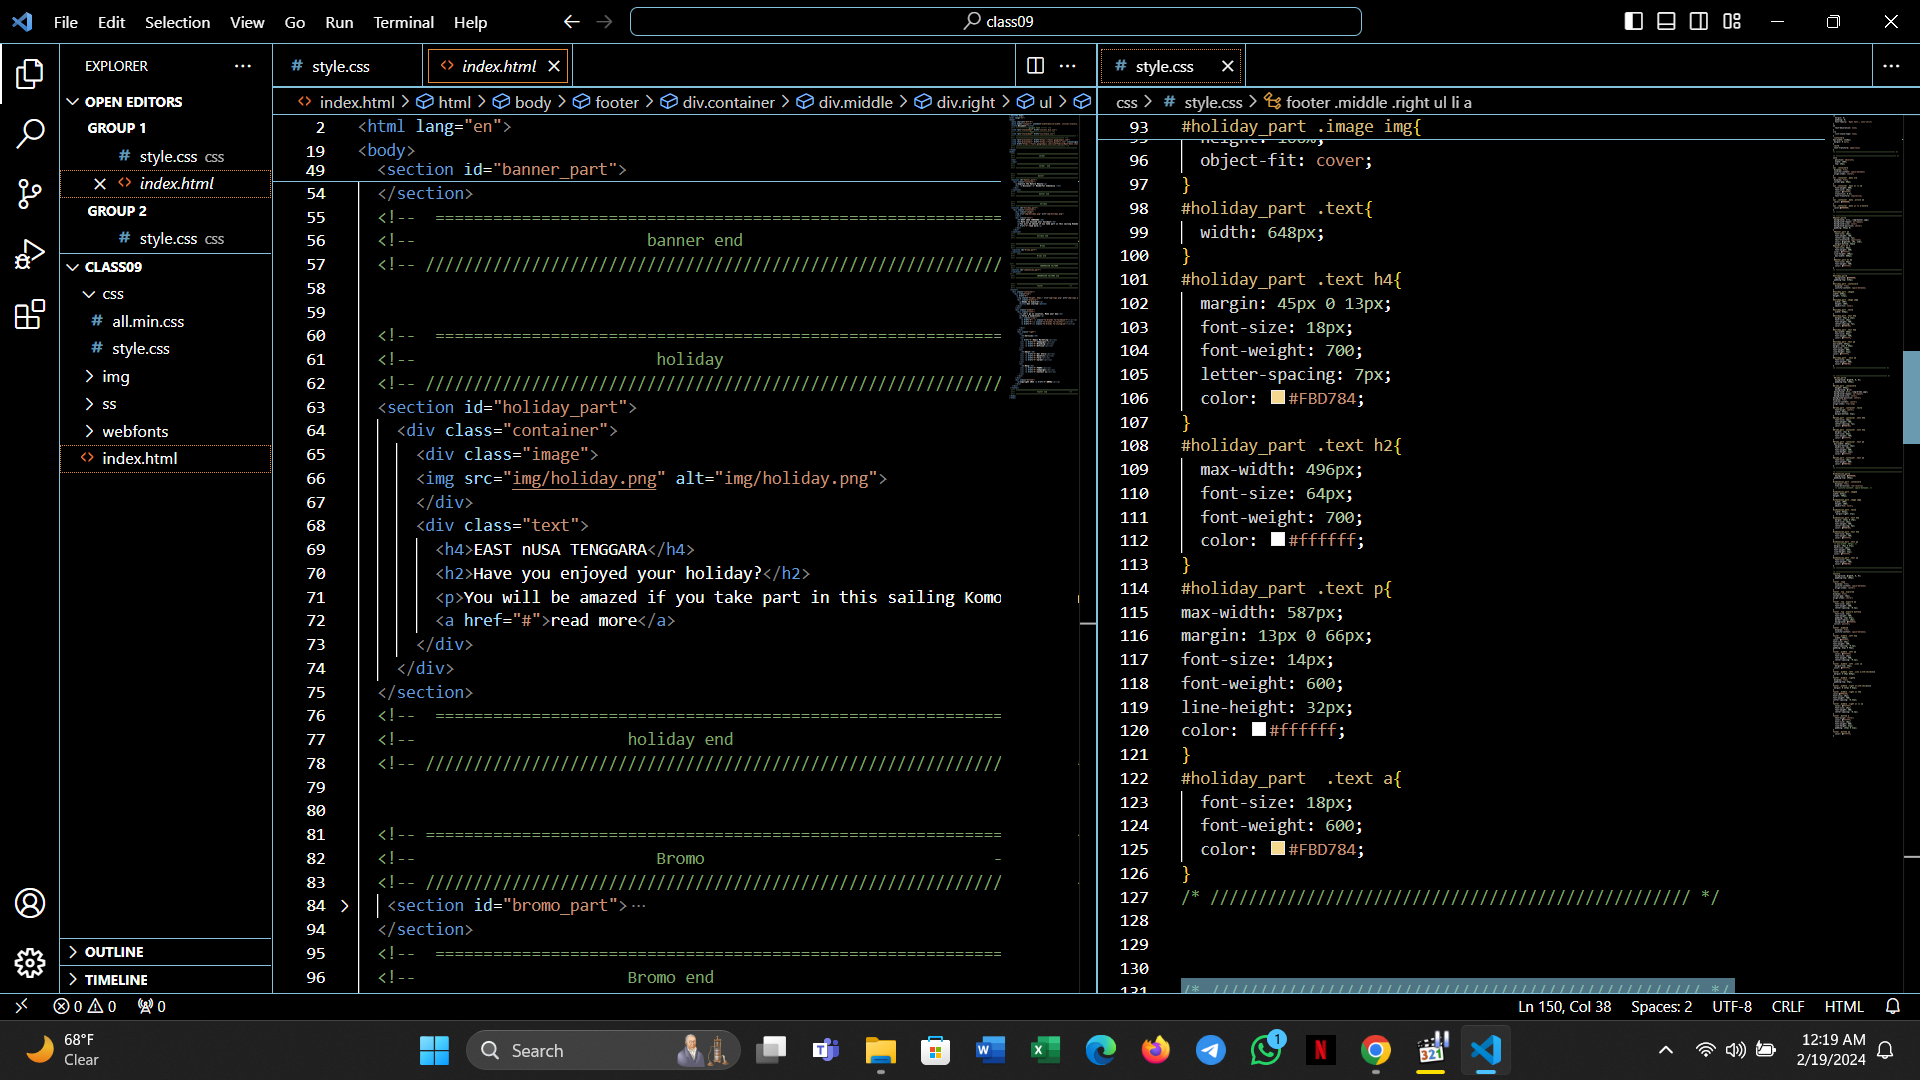 File Edit Selection View Go Run Terminal Help
class09
EXPLORER
OPEN EDITORS
GROUP 1
# style.css css
index.html
GROUP 2
# style.css css
CLASS09
css
# all.min.css
# style.css
img
ss
webfonts
index.html
OUTLINE
TIMELINE
# style.css
index.html
index.html > html > body > footer > div.container > div.middle > div.right > ul >
2 <html lang="en">
19 <body>
49 <section id="banner_part">
54 </section>
55 <!-- ===========================================================
56 <!-- banner end
57 <!-- ////////////////////////////////////////////////////////////
58
59
60 <!-- ===========================================================
61 <!-- holiday
62 <!-- ////////////////////////////////////////////////////////////
63 <section id="holiday_part">
64 <div class="container">
65 <div class="image">
66 <img src="img/holiday.png" alt="img/holiday.png">
67 </div>
68 <div class="text">
69 <h4>EAST nUSA TENGGARA</h4>
70 <h2>Have you enjoyed your holiday?</h2>
71 <p>You will be amazed if you take part in this sailing Komo
72 <a href="#">read more</a>
73 </div>
74 </div>
75 </section>
76 <!-- ===========================================================
77 <!-- holiday end
78 <!-- ////////////////////////////////////////////////////////////
79
80
81 <!-- ============================================================
82 <!-- Bromo -
83 <!-- ////////////////////////////////////////////////////////////
84 <section id="bromo_part">···
94 </section>
95 <!-- ===========================================================
96 <!-- Bromo end
# style.css
css > # style.css > footer .middle .right ul li a
93 #holiday_part .image img{
95 height: 100%;
96 object-fit: cover;
97 }
98 #holiday_part .text{
99 width: 648px;
100 }
101 #holiday_part .text h4{
102 margin: 45px 0 13px;
103 font-size: 18px;
104 font-weight: 700;
105 letter-spacing: 7px;
106 color: #FBD784;
107 }
108 #holiday_part .text h2{
109 max-width: 496px;
110 font-size: 64px;
111 font-weight: 700;
112 color: #ffffff;
113 }
114 #holiday_part .text p{
115 max-width: 587px;
116 margin: 13px 0 66px;
117 font-size: 14px;
118 font-weight: 600;
119 line-height: 32px;
120 color: #ffffff;
121 }
122 #holiday_part .text a{
123 font-size: 18px;
124 font-weight: 600;
125 color: #FBD784;
126 }
127 /* ////////////////////////////////////////////////// */
128
129
130
131 /* /////////////////////////////////////////////////// */
0 0 0
Ln 150, Col 38 Spaces: 2 UTF-8 CRLF HTML
68°F
Clear
Search
1
321
12:19 AM
2/19/2024